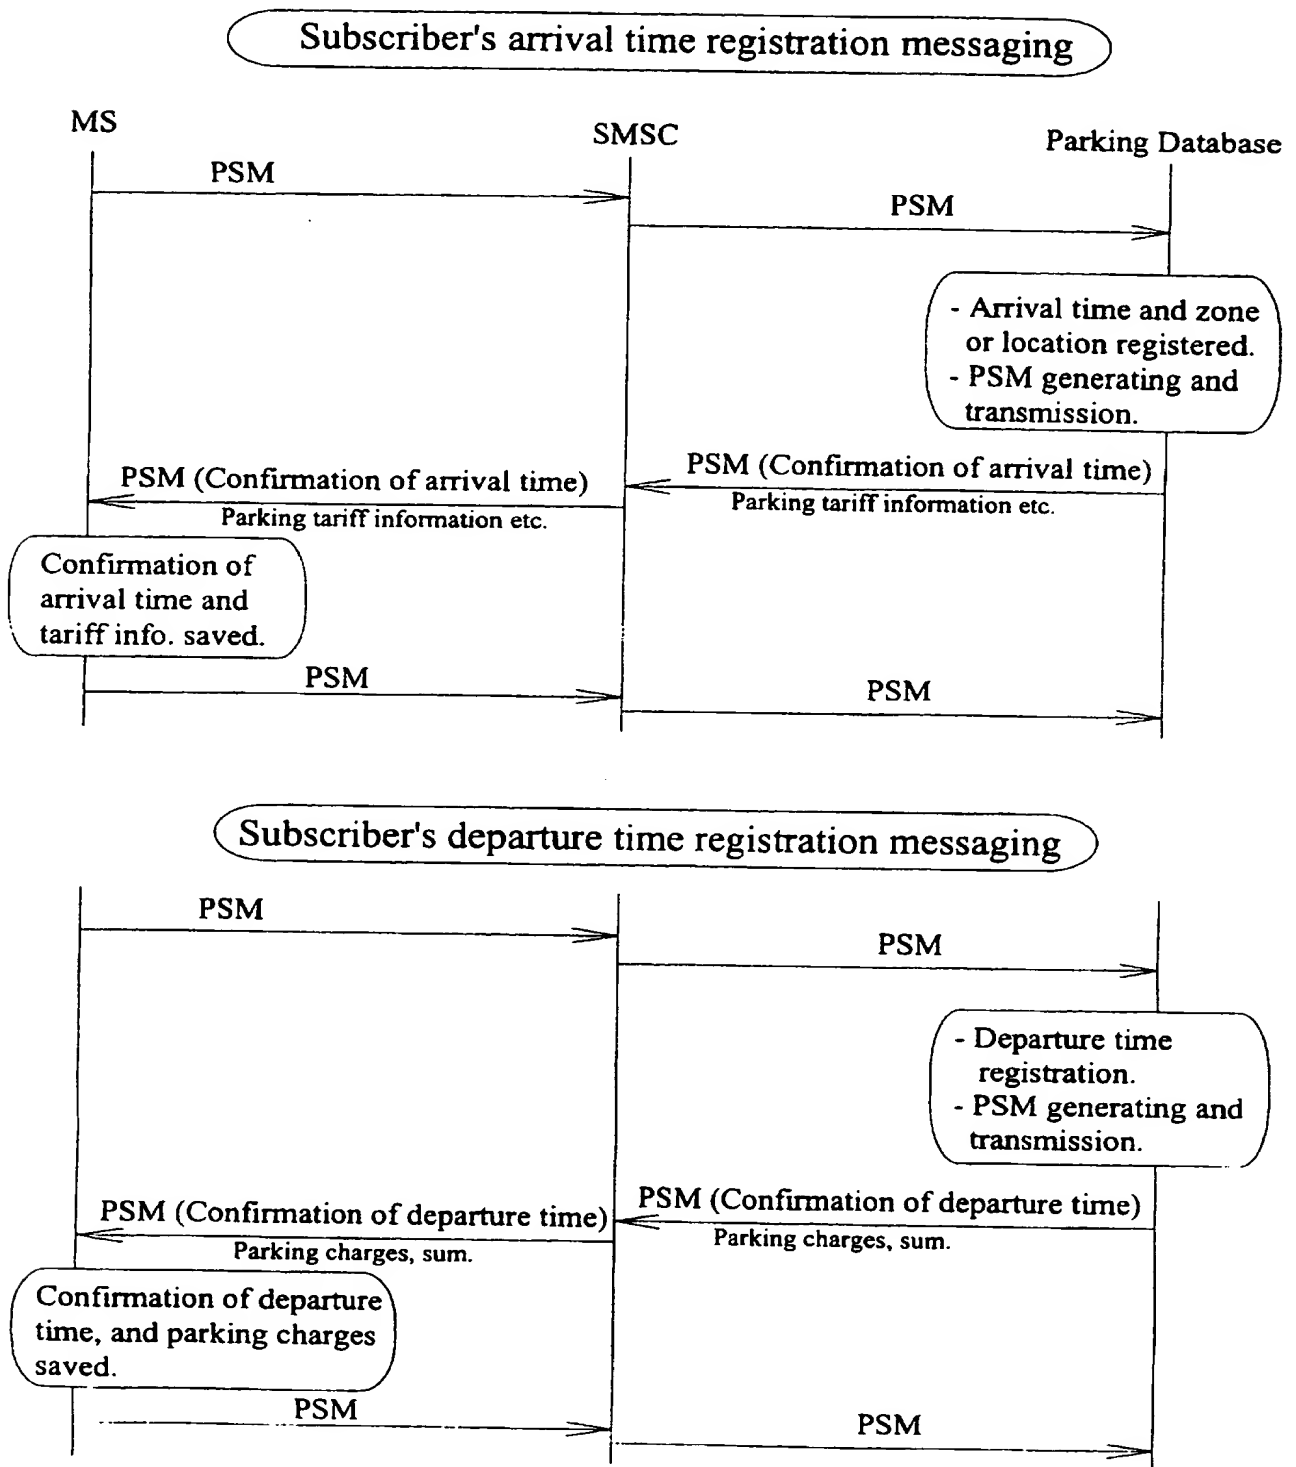 Subscriber's arrival time registration messaging
MS
SMSC
Parking Database
PSM
PSM
- Arrival time and zone
or location registered.
- PSM generating and
transmission.
PSM (Confirmation of arrival time)
Parking tariff information etc.
PSM (Confirmation of arrival time)
Parking tariff information etc.
Confirmation of
arrival time and
tariff info. saved.
PSM
PSM
Subscriber's departure time registration messaging
PSM
PSM
- Departure time
registration.
- PSM generating and
transmission.
PSM (Confirmation of departure time)
Parking charges, sum.
PSM (Confirmation of departure time)
Parking charges, sum.
Confirmation of departure
time, and parking charges
saved.
PSM
PSM